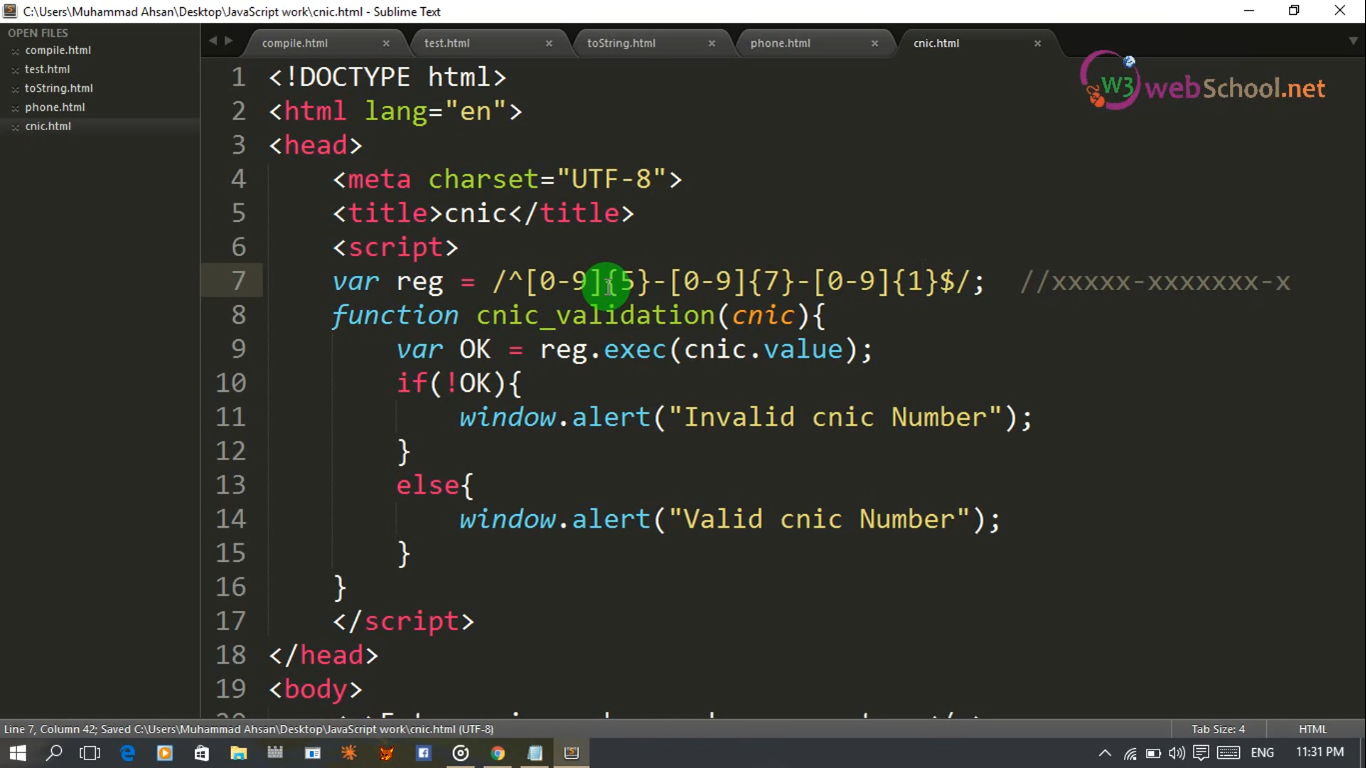 C:\Users\Muhammad Ahsan\Desktop\JavaScript work\cnic.html - Sublime Text
OPEN FILES
compile.html
test.html
toString.html
phone.html
cnic.html
compile.html test.html toString.html phone.html cnic.html
W3 webSchool.net
1 <!DOCTYPE html>
2 <html lang="en">
3 <head>
4 <meta charset="UTF-8">
5 <title>cnic</title>
6 <script>
7 var reg = /^[0-9]{5}-[0-9]{7}-[0-9]{1}$/; //xxxxx-xxxxxxx-x
8 function cnic_validation(cnic){
9 var OK = reg.exec(cnic.value);
10 if(!OK){
11 window.alert("Invalid cnic Number");
12 }
13 else{
14 window.alert("Valid cnic Number");
15 }
16 }
17 </script>
18 </head>
19 <body>
Line 7, Column 42; Saved C:\Users\Muhammad Ahsan\Desktop\JavaScript work\cnic.html (UTF-8) Tab Size: 4 HTML
ENG 11:31 PM